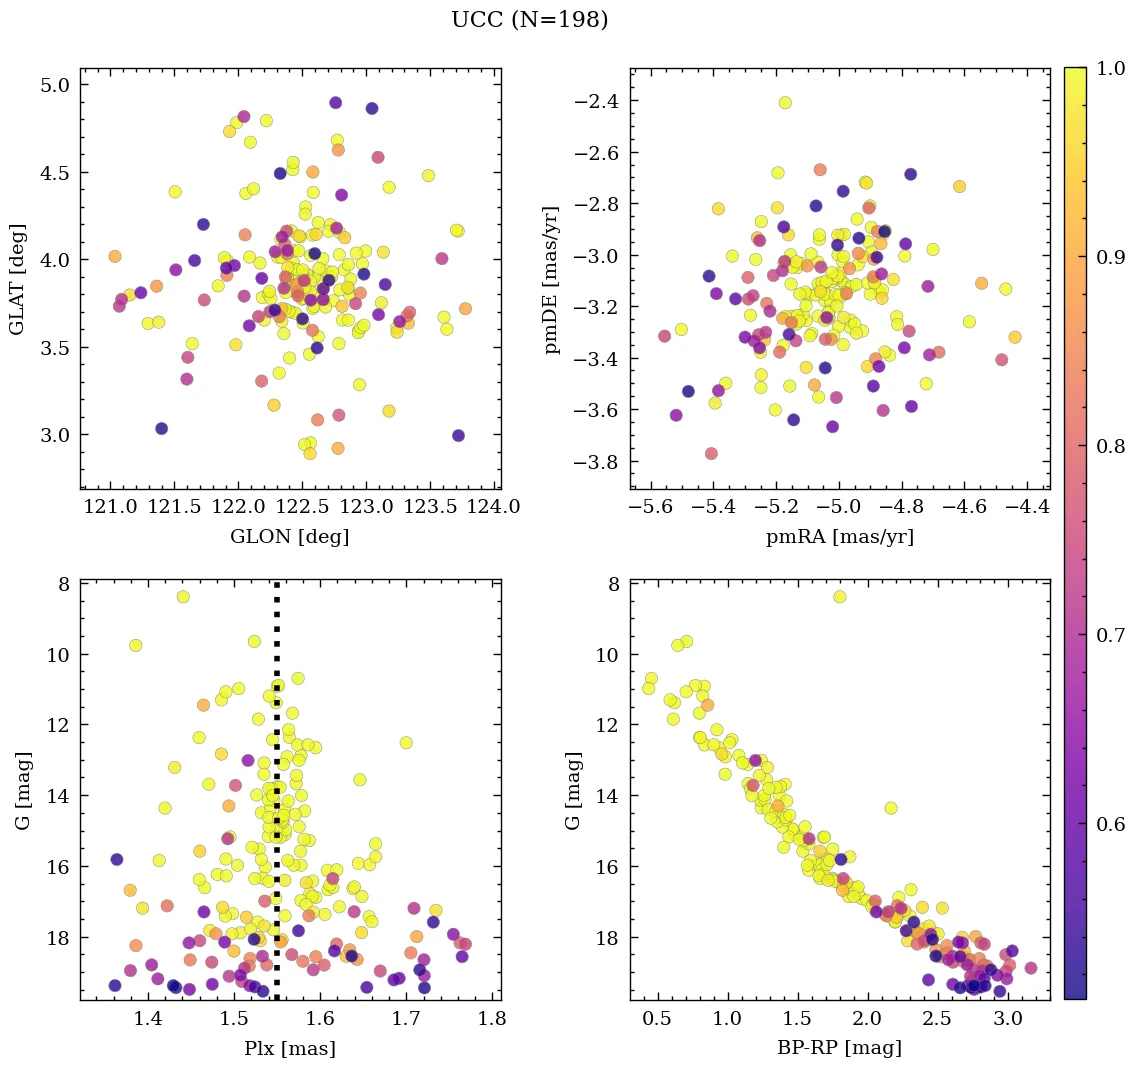 UCC (N=198)
5.0
4.5
4.0
3.5
3.0
GLAT [deg]
121.0 121.5 122.0 122.5 123.0 123.5 124.0
GLON [deg]
−2.4
−2.6
−2.8
−3.0
−3.2
−3.4
−3.6
−3.8
pmDE [mas/yr]
−5.6 −5.4 −5.2 −5.0 −4.8 −4.6 −4.4
pmRA [mas/yr]
8
10
12
14
16
18
G [mag]
1.4 1.5 1.6 1.7 1.8
Plx [mas]
8
10
12
14
16
18
G [mag]
0.5 1.0 1.5 2.0 2.5 3.0
BP-RP [mag]
1.0
0.9
0.8
0.7
0.6